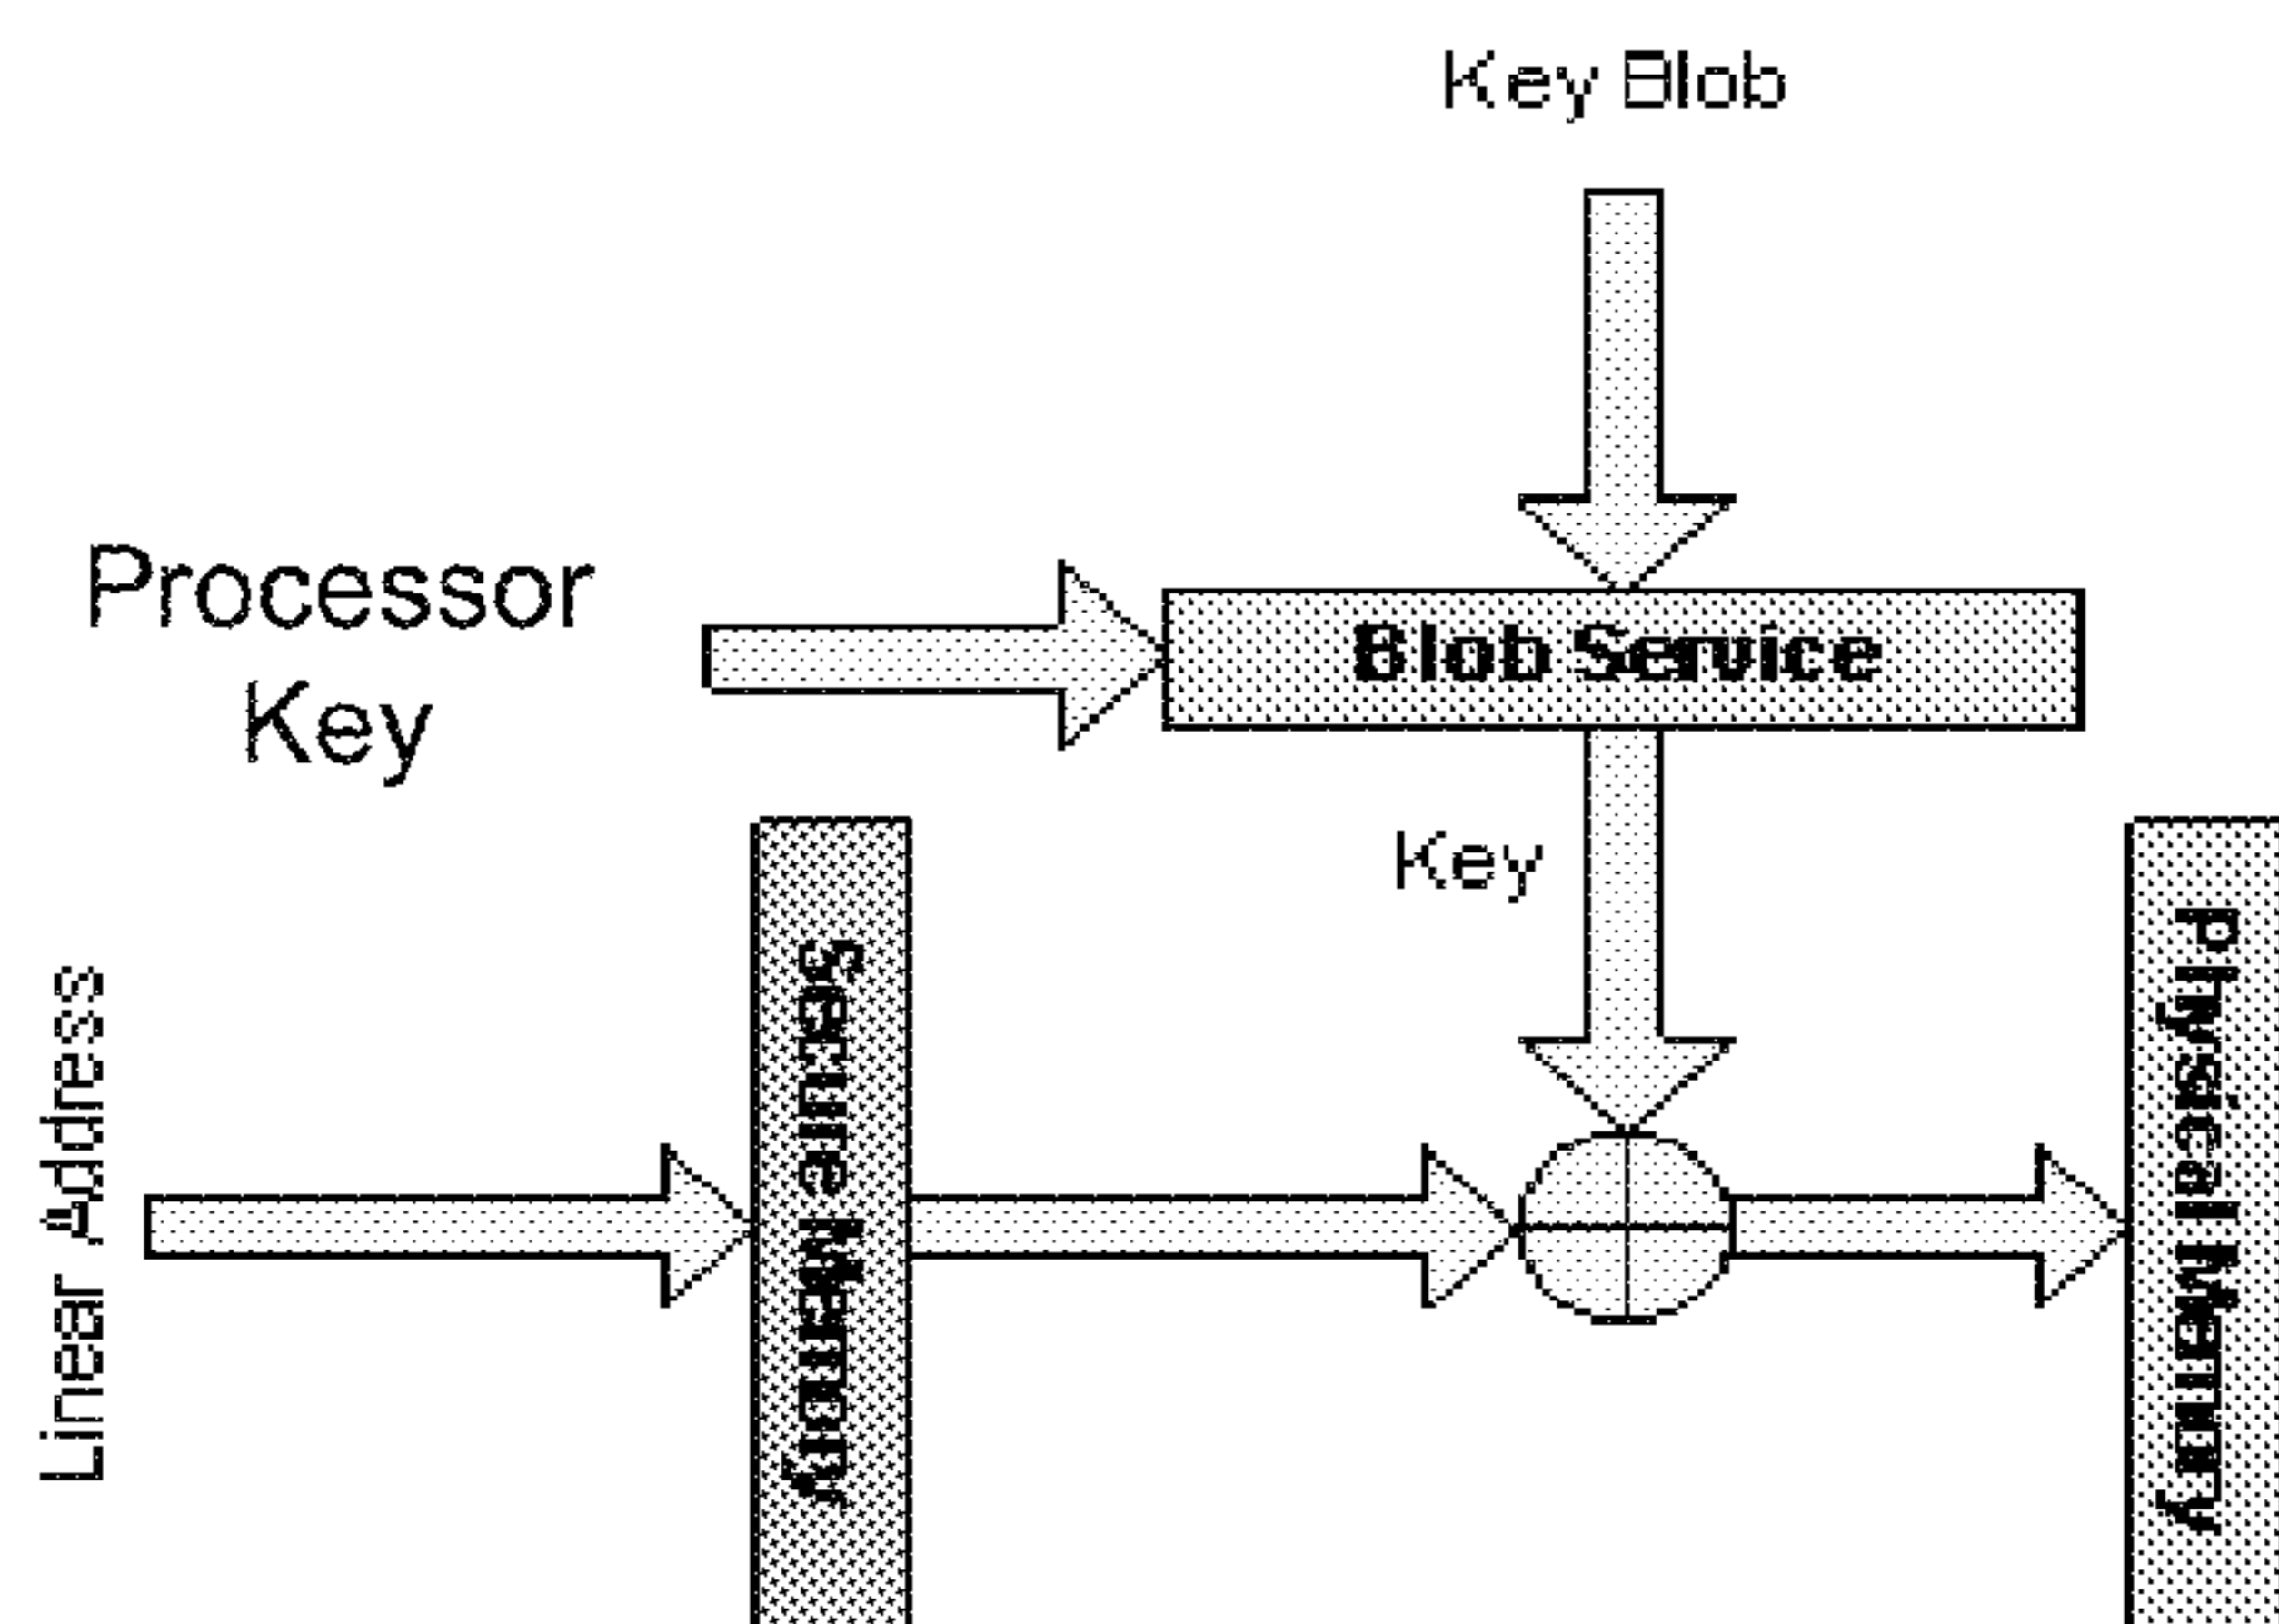 Key Blob
Processor
Key
Blob Service
Key
Linear Address
Secure Memory
Physical Memory